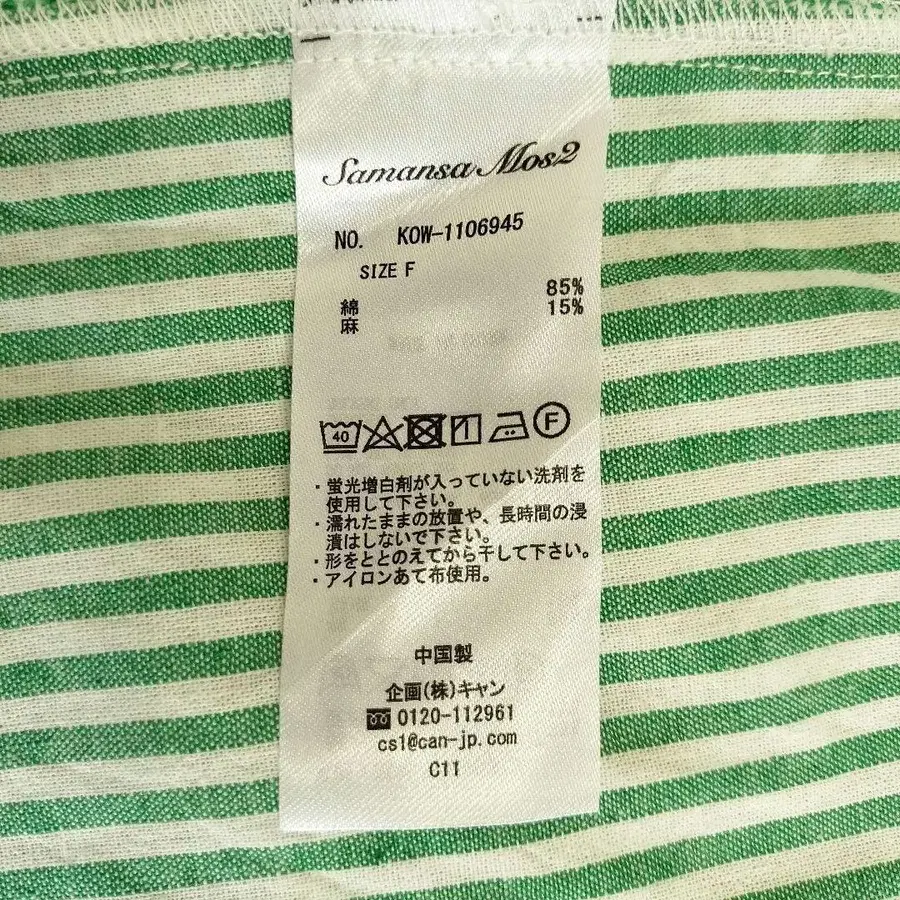 Samansa Mos2
NO. KOW-1106945
SIZE F
綿 85%
麻 15%
40
F
・蛍光増白剤が入っていない洗剤を
使用して下さい。
・濡れたままの放置や、長時間の浸
漬はしないで下さい。
・形をととのえてから干して下さい。
・アイロンあて布使用。
中国製
企画(株)キャン
0120-112961
cs1@can-jp.com
C11